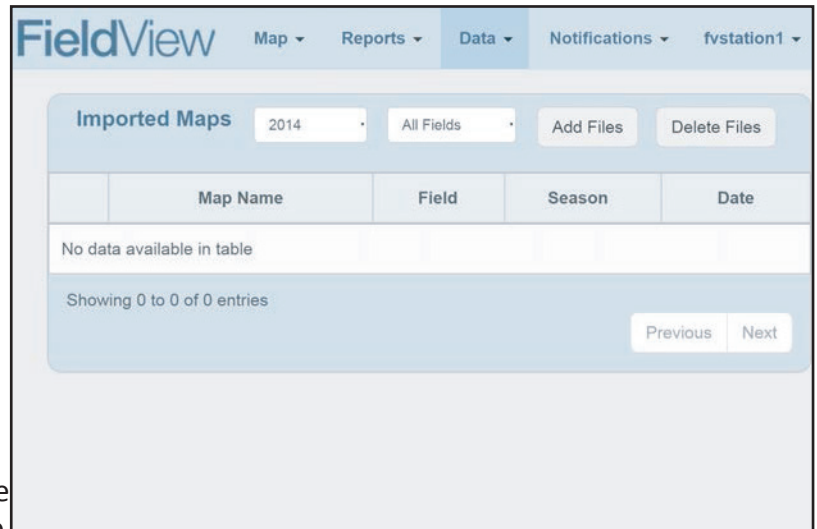 FieldView Map Reports Data Notifications fvstation1
Imported Maps 2014 All Fields Add Files Delete Files
Map Name Field Season Date
No data available in table
Showing 0 to 0 of 0 entries
Previous Next